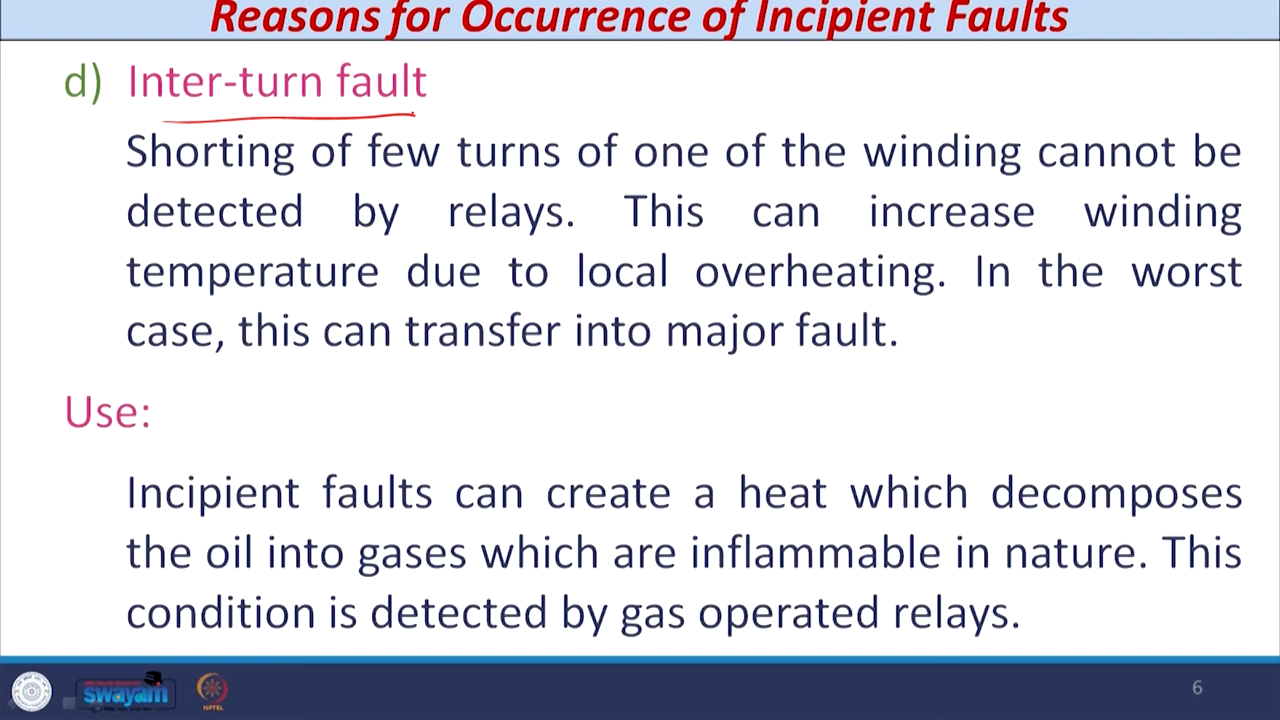 Reasons for Occurrence of Incipient Faults
d) Inter-turn fault
Shorting of few turns of one of the winding cannot be
detected by relays. This can increase winding
temperature due to local overheating. In the worst
case, this can transfer into major fault.
Use:
Incipient faults can create a heat which decomposes
the oil into gases which are inflammable in nature. This
condition is detected by gas operated relays.
swayam
NPTEL
6